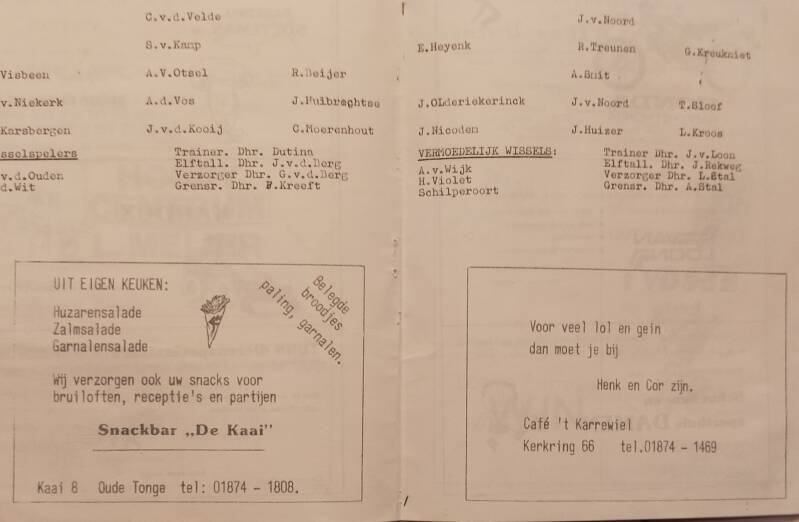 C.v.d.Velde
S.v.Kamp
Visbeen A.V.Otsel R.Beijer
v.Niekerk A.d.Vos J.Hulbreghtse
Karsbergen J.v.d.Kooij C.Moerenhout
sselspelers Trainer. Dhr. Dutina
Elftall. Dhr. J.v.d.Berg
v.d.Ouden Verzorger Dhr. G.v.d.Berg
d.Wit Grensr. Dhr. F.Kreeft
UIT EIGEN KEUKEN:
Huzarensalade
Zalmsalade
Garnalensalade
Belegde
broodjes
paling, garnalen.
Wij verzorgen ook uw snacks voor
bruiloften, receptie's en partijen
Snackbar „De Kaai"
Kaai 8 Oude Tonge tel: 01874 - 1808.
J.v.Noord
E.Heyenk R.Treunen G.Kreukniet
A.Suit
J.OLderiekerinck J.v.Noord T.Sloof
J.Nicoden J.Huizer L.Kroos
VERMOEDELIJK WISSELS: Trainer Dhr. J.v.Loon
A.v.Wijk Elftall. Dhr. J.Rekweg
H.Violet Verzorger Dhr. L.Stal
Schilperoort Grensr. Dhr. A.Stal
Voor veel lol en gein
dan moet je bij
Henk en Cor zijn.
Café 't Karrewiel
Kerkring 66 tel.01874 - 1469